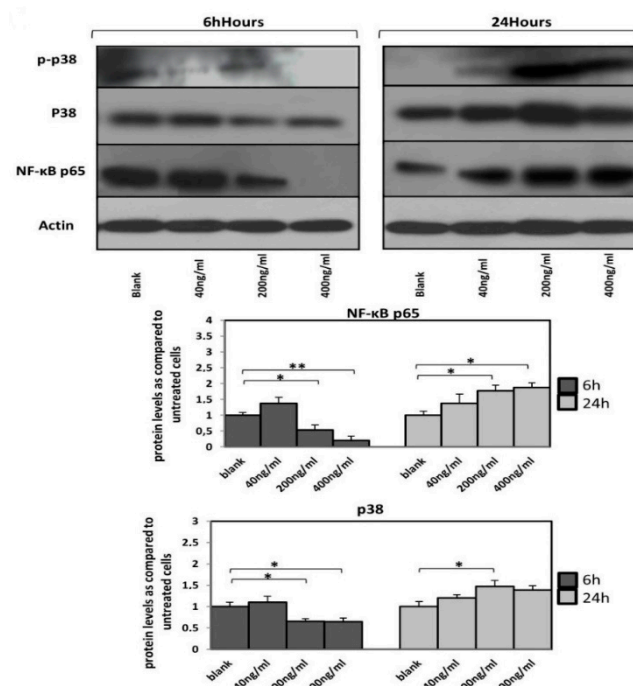 6hHours 24Hours
p-p38
P38
NF-κB p65
Actin
Blank 40ng/ml 200ng/ml 400ng/ml Blank 40ng/ml 200ng/ml 400ng/ml
NF-κB p65
protein levels as compared to
untreated cells
4
3.5
3
2.5
2
1.5
1
0,5
0
**
*
*
*
6h
24h
blank 40ng/ml 200ng/ml 400ng/ml blank 40ng/ml 200ng/ml 400ng/ml
p38
protein levels as compared to
untreated cells
4
3.5
3
2.5
2
1.5
1
0.5
0
*
*
*
6h
24h
blank blank